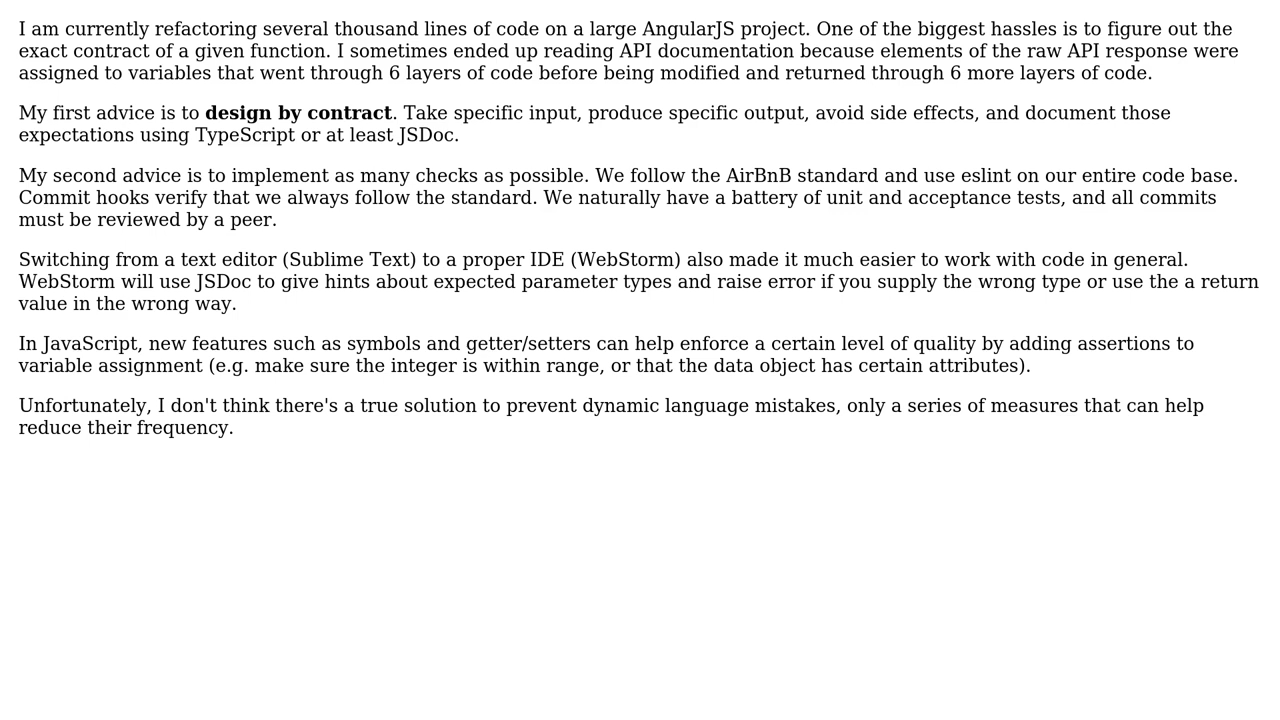 I am currently refactoring several thousand lines of code on a large AngularJS project. One of the biggest hassles is to figure out the
exact contract of a given function. I sometimes ended up reading API documentation because elements of the raw API response were
assigned to variables that went through 6 layers of code before being modified and returned through 6 more layers of code.
My first advice is to design by contract. Take specific input, produce specific output, avoid side effects, and document those
expectations using TypeScript or at least JSDoc.
My second advice is to implement as many checks as possible. We follow the AirBnB standard and use eslint on our entire code base.
Commit hooks verify that we always follow the standard. We naturally have a battery of unit and acceptance tests, and all commits
must be reviewed by a peer.
Switching from a text editor (Sublime Text) to a proper IDE (WebStorm) also made it much easier to work with code in general.
WebStorm will use JSDoc to give hints about expected parameter types and raise error if you supply the wrong type or use the a return
value in the wrong way.
In JavaScript, new features such as symbols and getter/setters can help enforce a certain level of quality by adding assertions to
variable assignment (e.g. make sure the integer is within range, or that the data object has certain attributes).
Unfortunately, I don't think there's a true solution to prevent dynamic language mistakes, only a series of measures that can help
reduce their frequency.